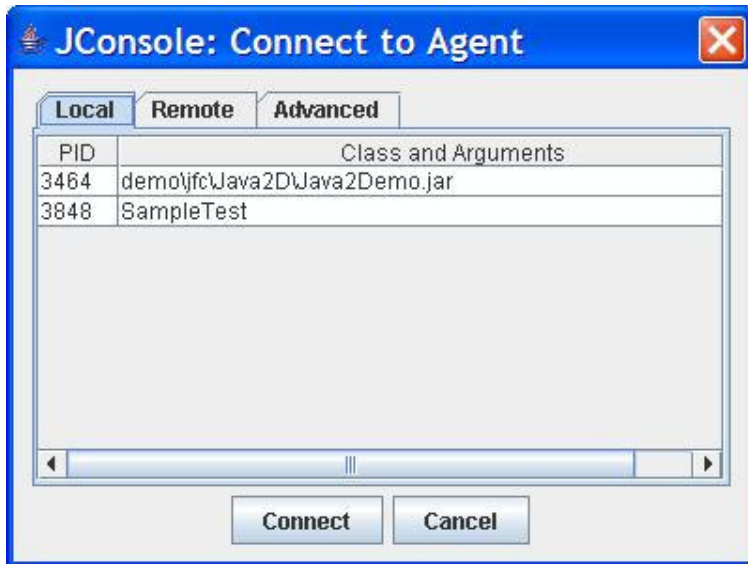 JConsole: Connect to Agent
Local Remote Advanced
PID Class and Arguments
3464 demo\jfc\Java2D\Java2Demo.jar
3848 SampleTest
Connect Cancel